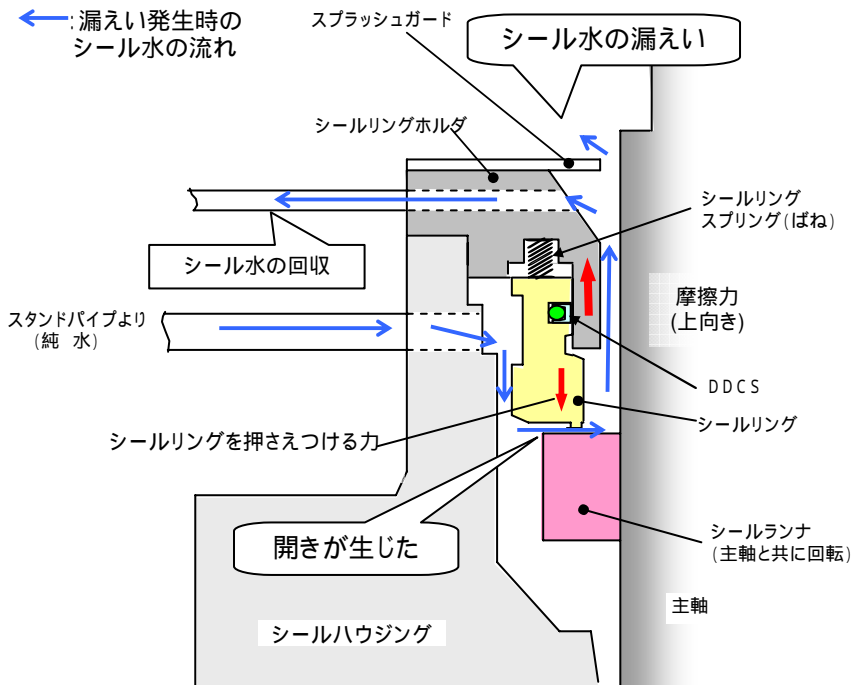 :漏えい発生時の
シール水の流れ
スプラッシュガード
シール水の漏えい
シールリングホルダ
シールリング
スプリング(ばね)
シール水の回収
摩擦力
(上向き)
スタンドパイプより
(純 水)
DDCS
シールリング
シールリングを押さえつける力
開きが生じた
シールランナ
(主軸と共に回転)
主軸
シールハウジング